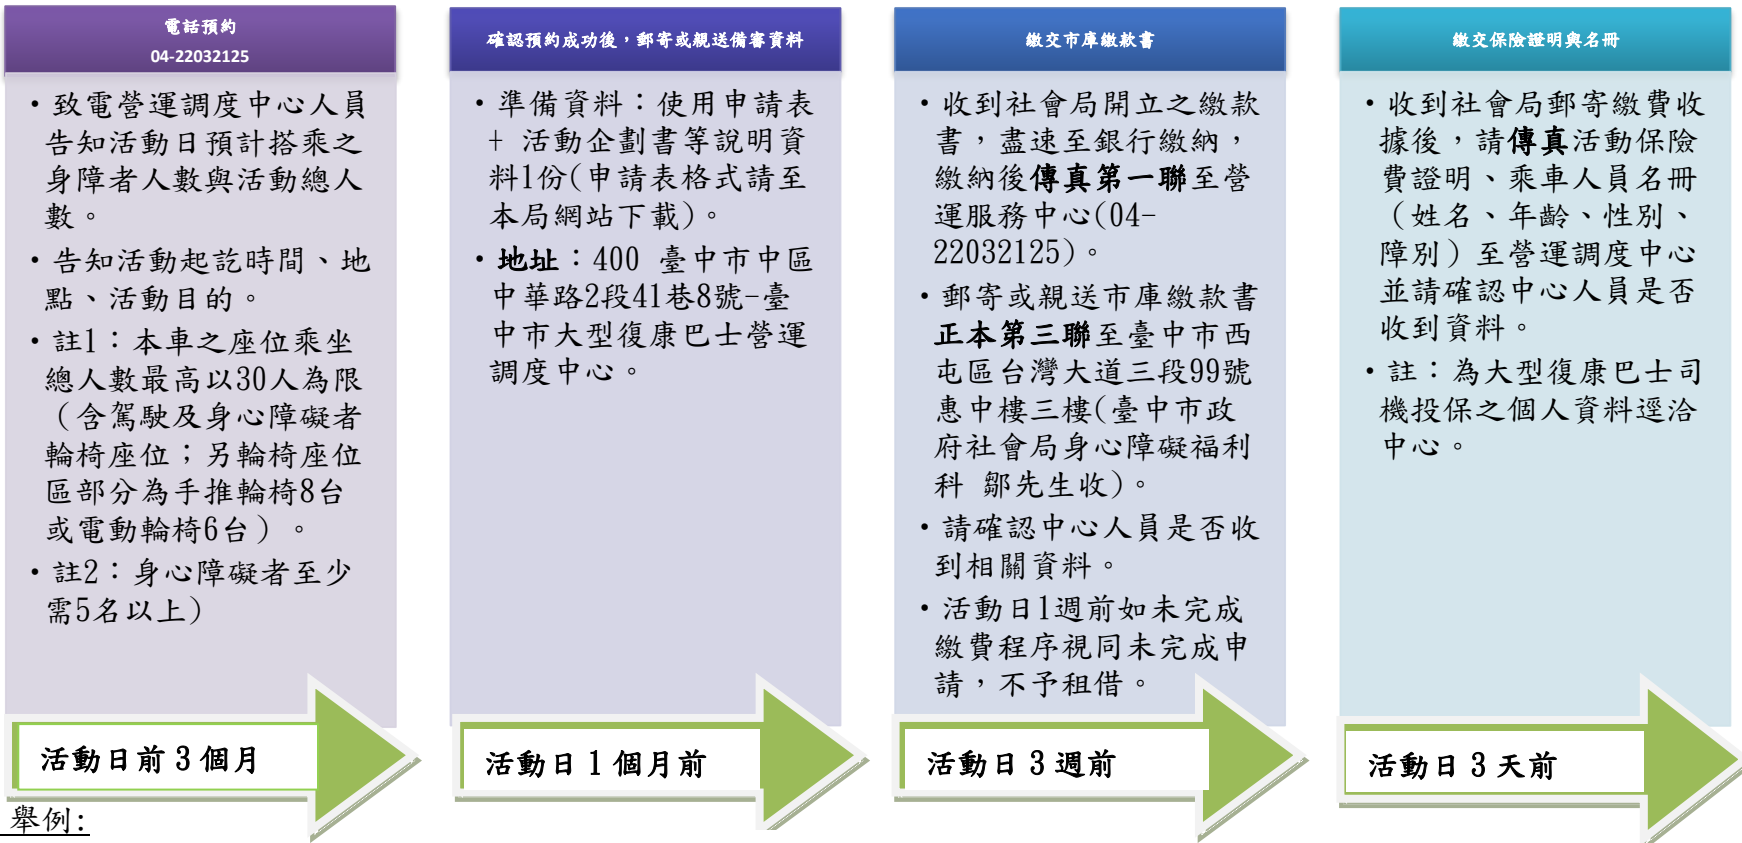 電話預約
04-22032125
・致電營運調度中心人員
告知活動日預計搭乘之
身障者人數與活動總人
數。
・告知活動起訖時間、地
點、活動目的。
・註1：本車之座位乘坐
總人數最高以30人為限
（含駕駛及身心障礙者
輪椅座位；另輪椅座位
區部分為手推輪椅8台
或電動輪椅6台）。
・註2：身心障礙者至少
需5名以上）
活動日前3個月
確認預約成功後，郵寄或親送備審資料
・準備資料：使用申請表
+ 活動企劃書等說明資
料1份(申請表格式請至
本局網站下載)。
・地址：400 臺中市中區
中華路2段41巷8號-臺
中市大型復康巴士營運
調度中心。
活動日1個月前
繳交市庫繳款書
・收到社會局開立之繳款
書，盡速至銀行繳納，
繳納後傳真第一聯至營
運服務中心(04-
22032125)。
・郵寄或親送市庫繳款書
正本第三聯至臺中市西
屯區台灣大道三段99號
惠中樓三樓(臺中市政
府社會局身心障礙福利
科 鄒先生收)。
・請確認中心人員是否收
到相關資料。
・活動日1週前如未完成
繳費程序視同未完成申
請，不予租借。
活動日3週前
繳交保險證明與名冊
・收到社會局郵寄繳費收
據後，請傳真活動保險
費證明、乘車人員名冊
（姓名、年齡、性別、
障別）至營運調度中心
並請確認中心人員是否
收到資料。
・註：為大型復康巴士司
機投保之個人資料逕洽
中心。
活動日3天前
舉例: